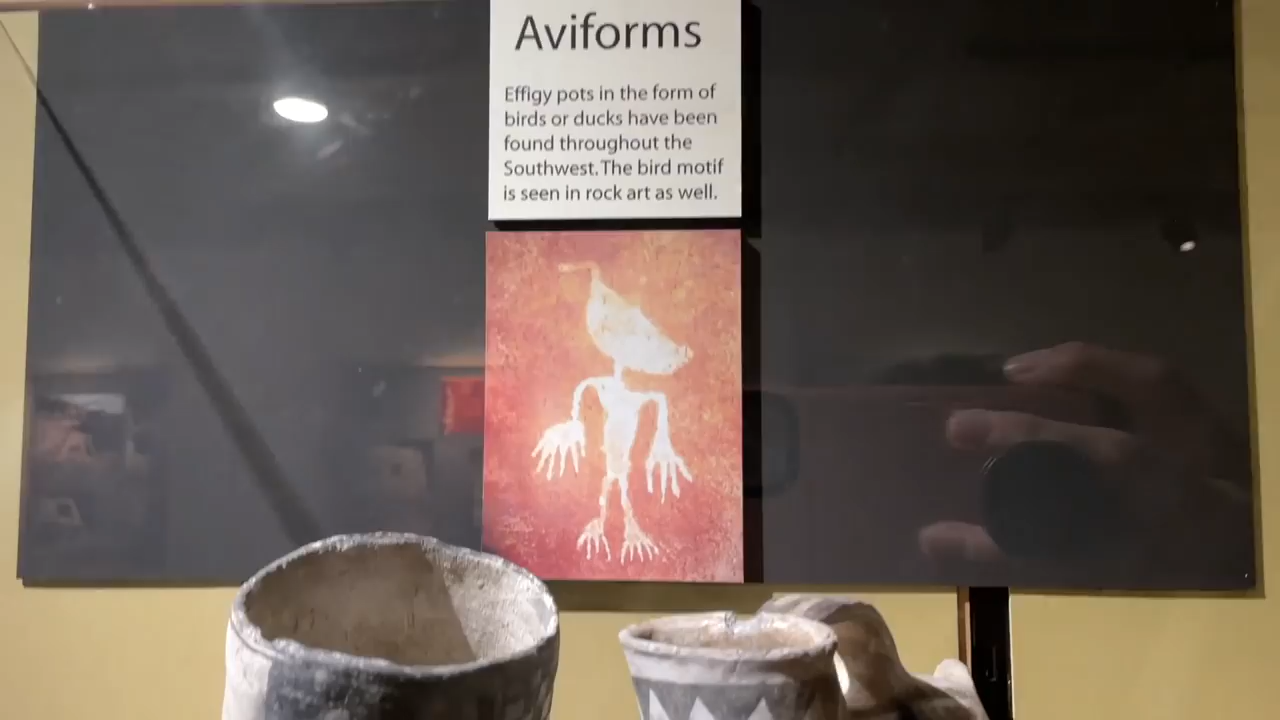 Aviforms
Effigy pots in the form of
birds or ducks have been
found throughout the
Southwest. The bird motif
is seen in rock art as well.